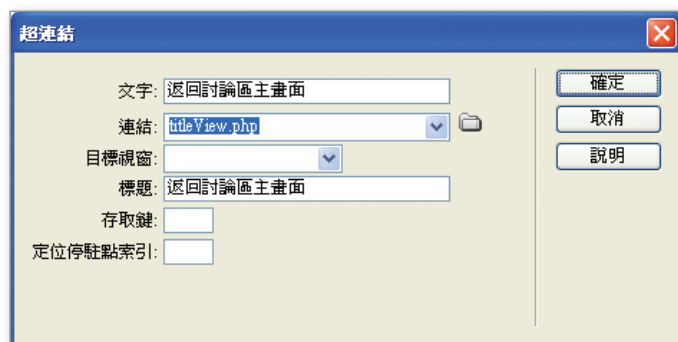 超連結
文字: 返回討論區主畫面
連結: titleView.php
目標視窗:
標題: 返回討論區主畫面
存取鍵:
定位停駐點索引:
確定
取消
說明